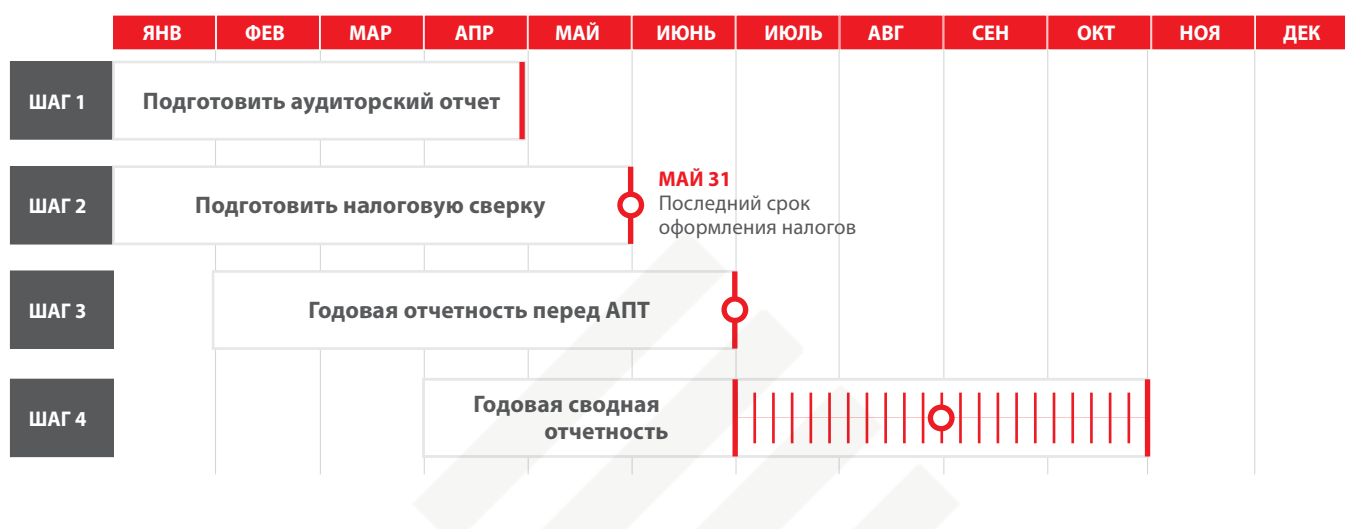 ЯНВ ФЕВ МАР АПР МАЙ ИЮНЬ ИЮЛЬ АВГ СЕН ОКТ НОЯ ДЕК
ШАГ 1
Подготовить аудиторский отчет
ШАГ 2
Подготовить налоговую сверку
МАЙ 31
Последний срок
оформления налогов
ШАГ 3
Годовая отчетность перед АПТ
ШАГ 4
Годовая сводная
отчетность